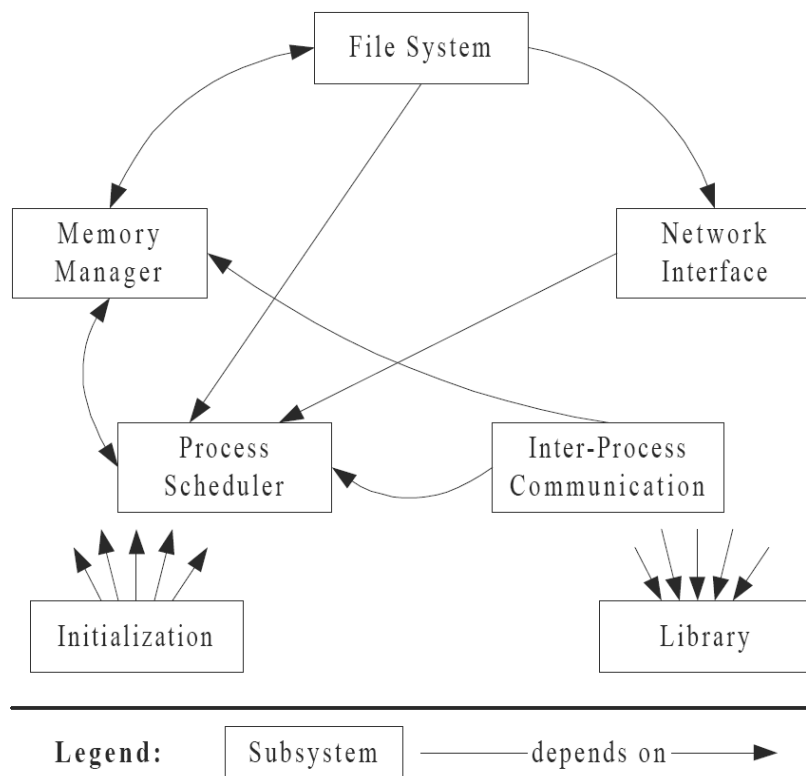 File System
Memory
Manager
Network
Interface
Process
Scheduler
Inter-Process
Communication
Initialization
Library
Legend: Subsystem depends on